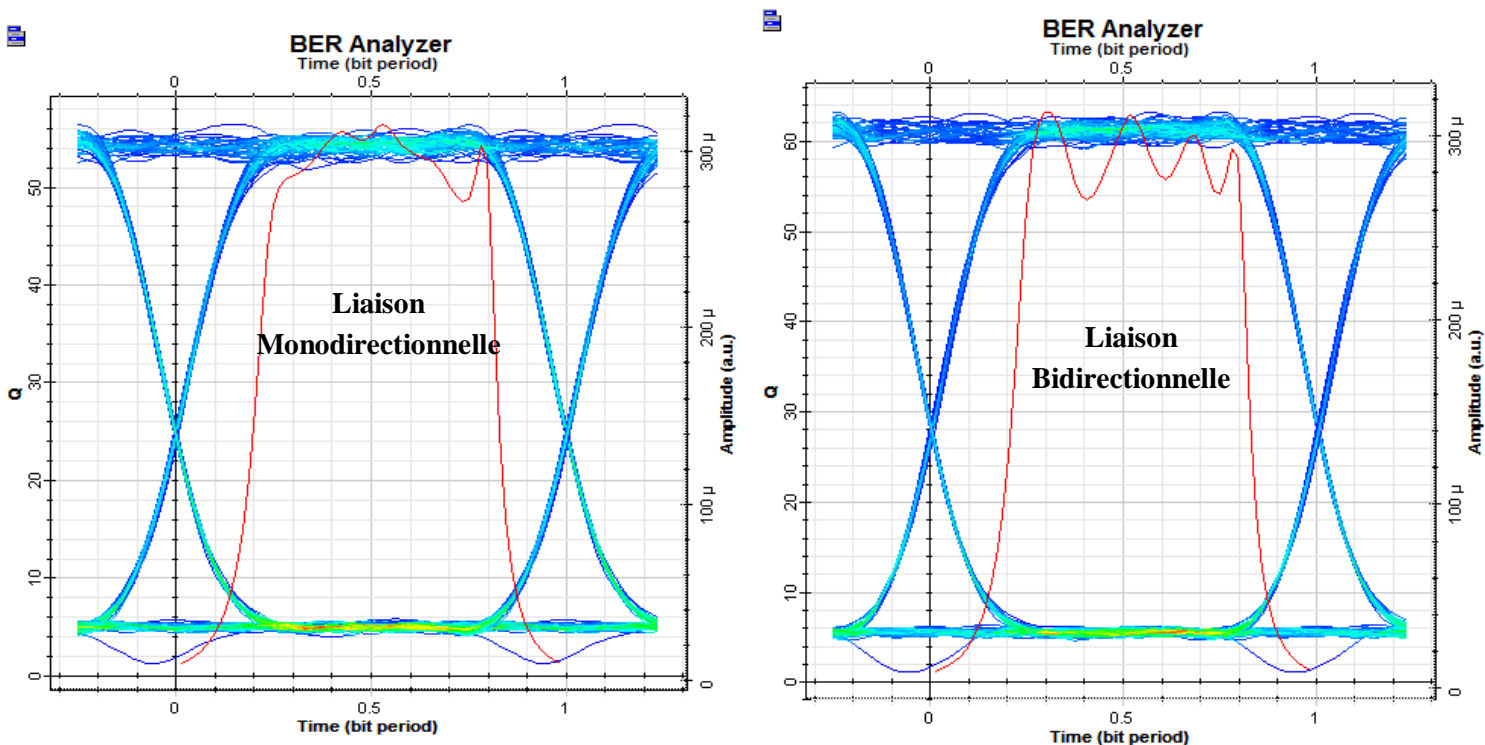 BER Analyzer
Time (bit period)
0 0.5 1
Q
0 10 20 30 40 50
Amplitude (a.u.)
0 100 µ 200 µ 300 µ
Liaison
Monodirectionnelle
0 0.5 1
Time (bit period)
BER Analyzer
Time (bit period)
0 0.5 1
Q
0 10 20 30 40 50 60
Amplitude (a.u.)
0 100 µ 200 µ 300 µ
Liaison
Bidirectionnelle
0 0.5 1
Time (bit period)